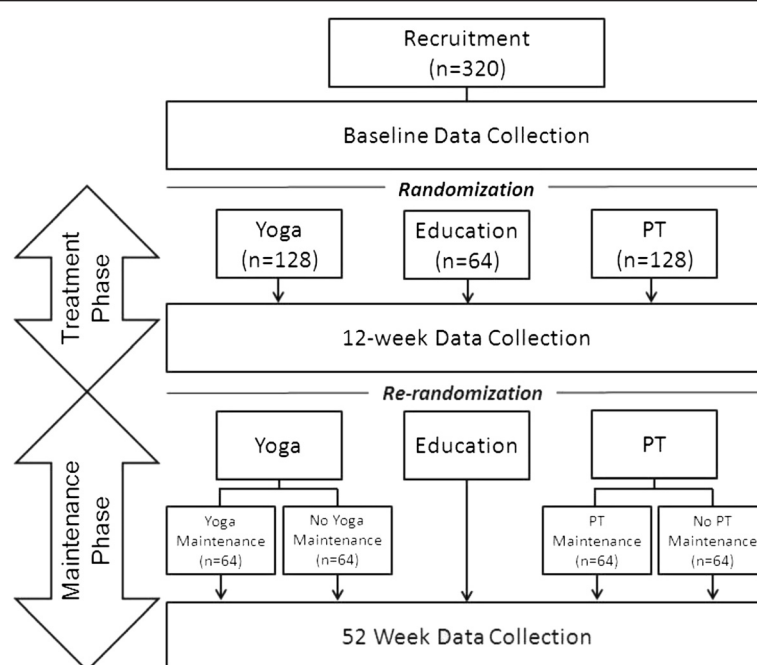 Recruitment
(n=320)
Baseline Data Collection
Randomization
Treatment
Phase
Yoga
(n=128)
Education
(n=64)
PT
(n=128)
12-week Data Collection
Re-randomization
Maintenance
Phase
Yoga
Education
PT
Yoga
Maintenance
(n=64)
No Yoga
Maintenance
(n=64)
PT
Maintenance
(n=64)
No PT
Maintenance
(n=64)
52 Week Data Collection